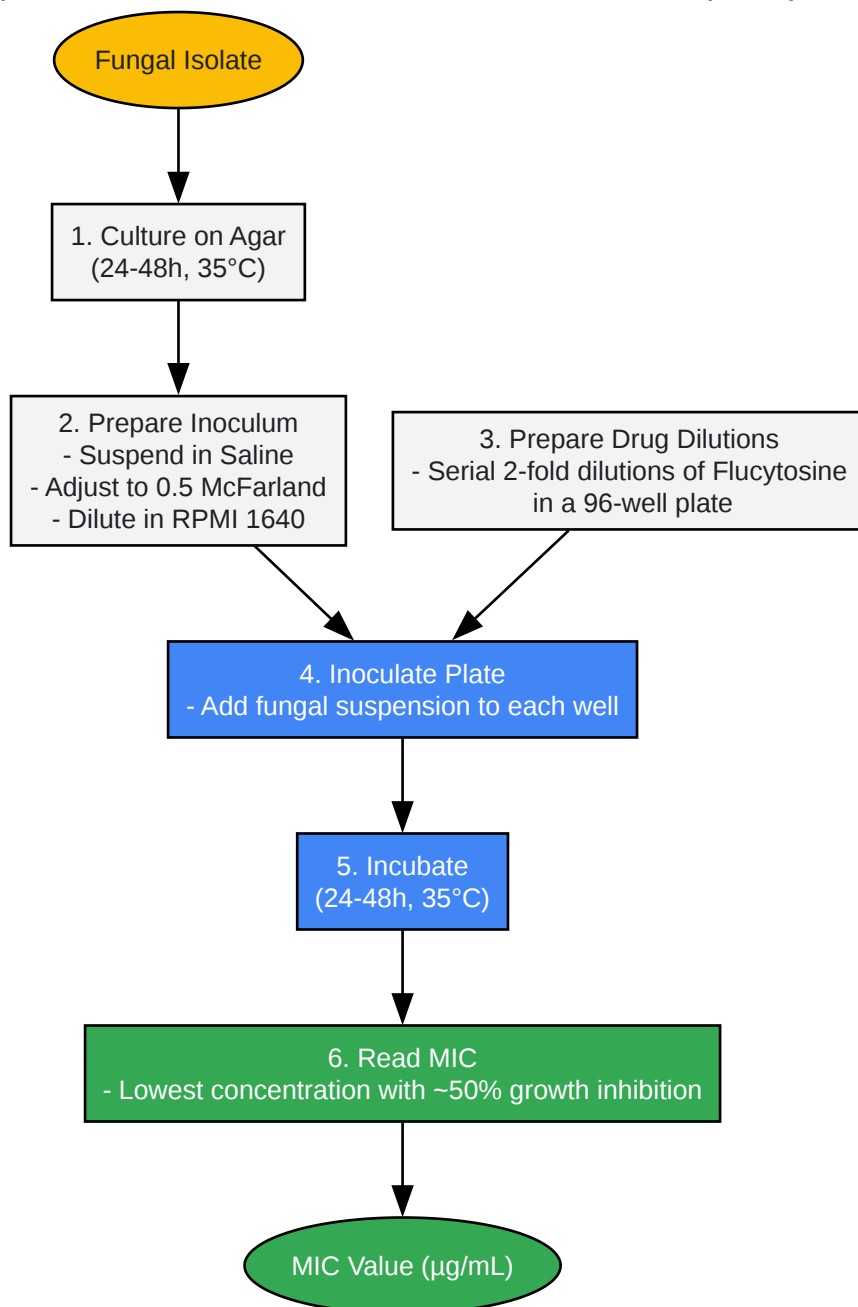 Fungal Isolate
1. Culture on Agar
(24-48h, 35°C)
2. Prepare Inoculum
- Suspend in Saline
- Adjust to 0.5 McFarland
- Dilute in RPMI 1640
3. Prepare Drug Dilutions
- Serial 2-fold dilutions of Flucytosine
in a 96-well plate
4. Inoculate Plate
- Add fungal suspension to each well
5. Incubate
(24-48h, 35°C)
6. Read MIC
- Lowest concentration with ~50% growth inhibition
MIC Value (µg/mL)